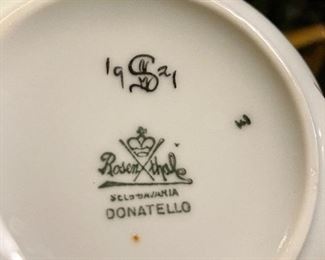 19 21
Rosenthal
SELB-BAVARIA
DONATELLO